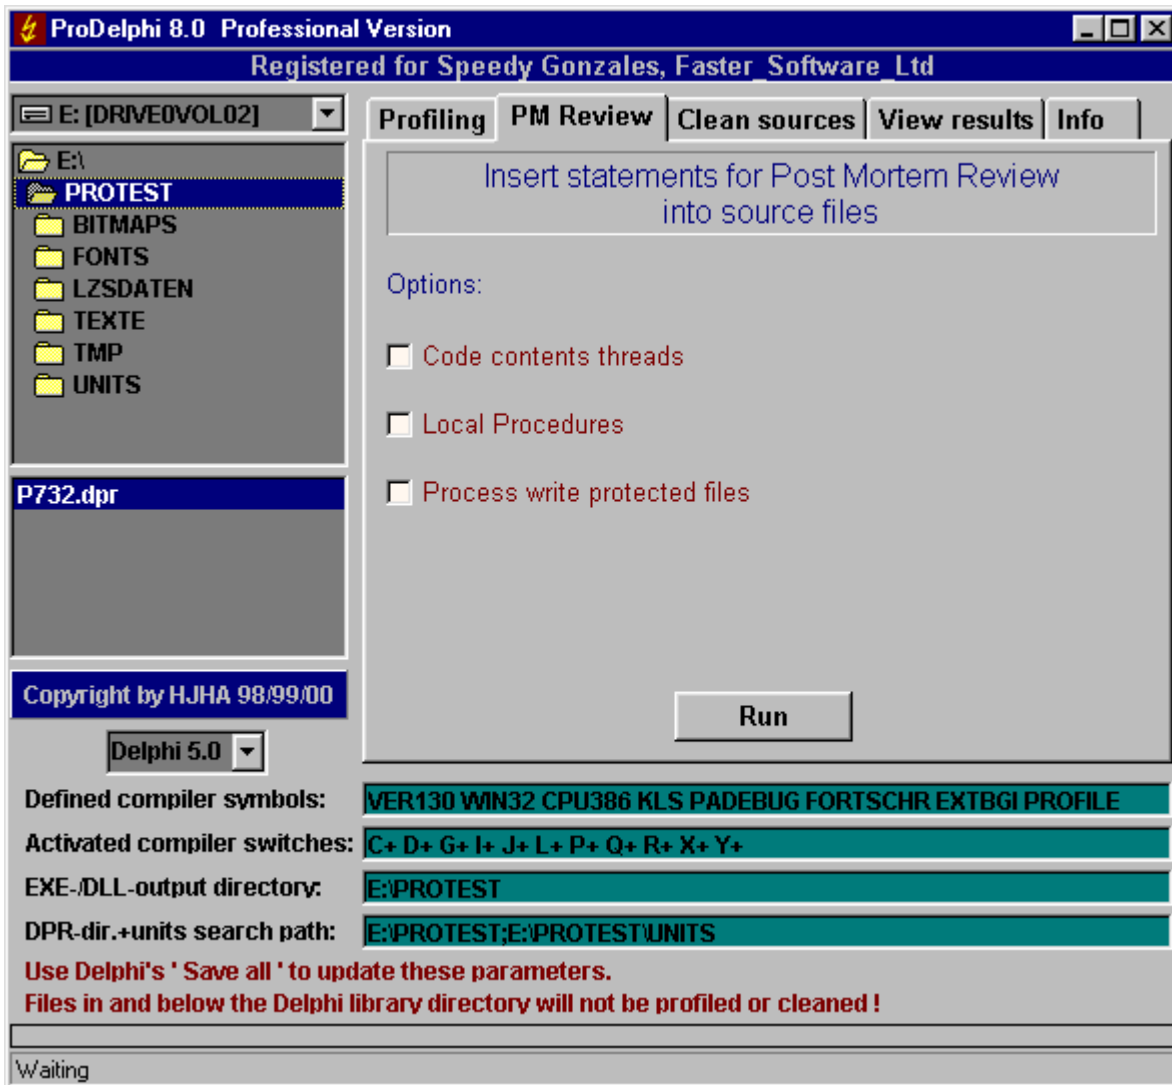 ProDelphi 8.0 Professional Version
Registered for Speedy Gonzales, Faster_Software_Ltd
E: [DRIVE0VOL02]
E:\
PROTEST
BITMAPS
FONTS
LZSDATEN
TEXTE
TMP
UNITS
P732.dpr
Copyright by HJHA 98/99/00
Delphi 5.0
Profiling
PM Review
Clean sources
View results
Info
Insert statements for Post Mortem Review
into source files
Options:
Code contents threads
Local Procedures
Process write protected files
Run
Defined compiler symbols: VER130 WIN32 CPU386 KLS PADEBUG FORTSCHR EXTBGI PROFILE
Activated compiler switches: C+ D+ G+ I+ J+ L+ P+ Q+ R+ X+ Y+
EXE-/DLL-output directory: E:\PROTEST
DPR-dir.+units search path: E:\PROTEST;E:\PROTEST\UNITS
Use Delphi's ' Save all ' to update these parameters.
Files in and below the Delphi library directory will not be profiled or cleaned !
Waiting